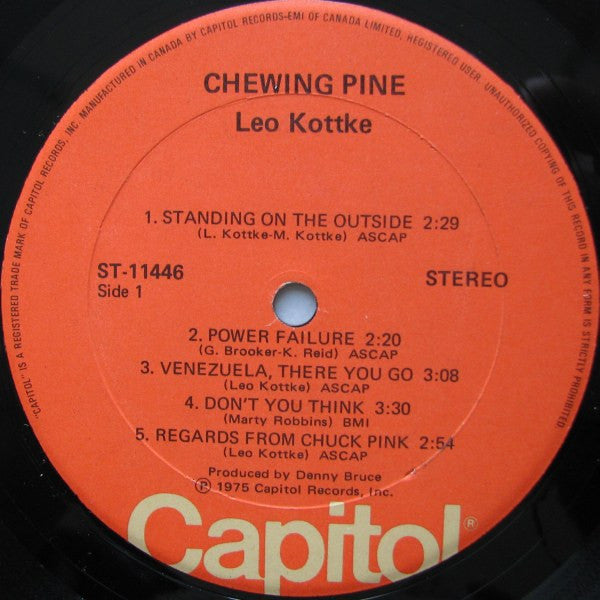 MANUFACTURED IN CANADA BY CAPITOL RECORDS-EMI OF CANADA LIMITED, REGISTERED USER. UNAUTHORIZED COPYING OF THIS RECORD IN ANY FORM IS STRICTLY PROHIBITED
"CAPITOL" IS A REGISTERED TRADE MARK OF CAPITOL RECORDS, INC.
CHEWING PINE
Leo Kottke
1. STANDING ON THE OUTSIDE 2:29
(L. Kottke-M. Kottke) ASCAP
ST-11446
STEREO
Side 1
2. POWER FAILURE 2:20
(G. Brooker-K. Reid) ASCAP
3. VENEZUELA, THERE YOU GO 3:08
(Leo Kottke) ASCAP
4. DON'T YOU THINK 3:30
(Marty Robbins) BMI
5. REGARDS FROM CHUCK PINK 2:54
(Leo Kottke) ASCAP
Produced by Denny Bruce
℗ 1975 Capitol Records, Inc.
Capitol®